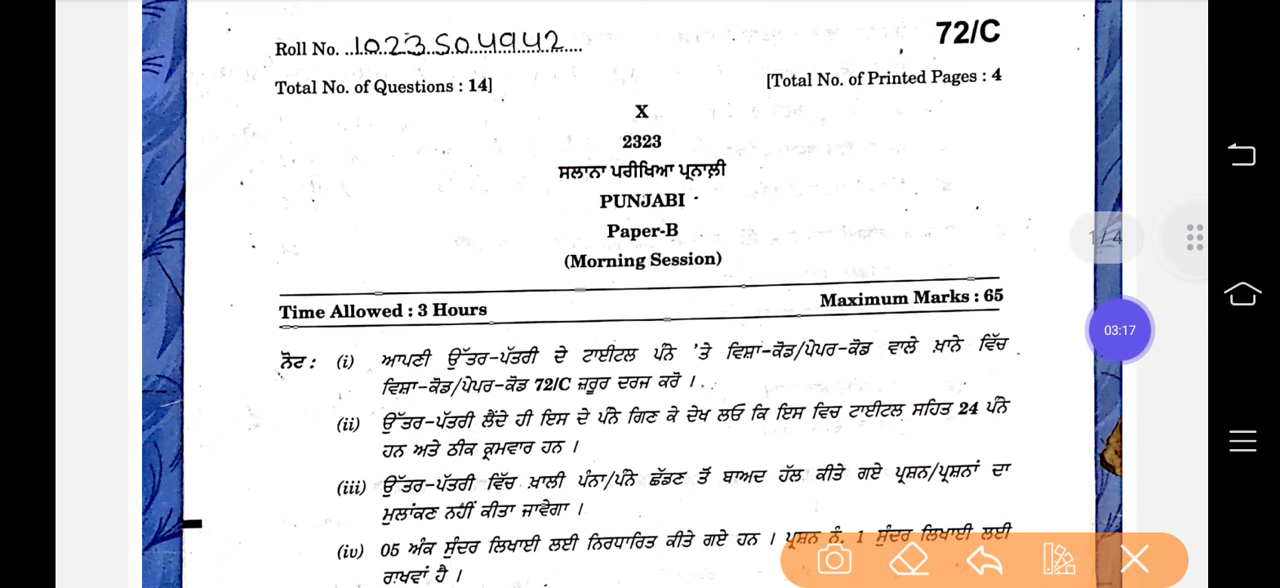 72/C
Roll No. ..1023504942....
Total No. of Questions : 14]
[Total No. of Printed Pages : 4
X
2323
ਸਲਾਨਾ ਪਰੀਖਿਆ ਪ੍ਰਨਾਲੀ
PUNJABI
Paper-B
(Morning Session)
Time Allowed : 3 Hours
Maximum Marks : 65
ਨੋਟ : (i) ਆਪਣੀ ਉੱਤਰ-ਪੱਤਰੀ ਦੇ ਟਾਈਟਲ ਪੰਨੇ 'ਤੇ ਵਿਸ਼ਾ-ਕੋਡ/ਪੇਪਰ-ਕੋਡ ਵਾਲੇ ਖ਼ਾਨੇ ਵਿੱਚ
ਵਿਸ਼ਾ-ਕੋਡ/ਪੇਪਰ-ਕੋਡ 72/C ਜ਼ਰੂਰ ਦਰਜ ਕਰੋ ।
(ii) ਉੱਤਰ-ਪੱਤਰੀ ਲੈਂਦੇ ਹੀ ਇਸ ਦੇ ਪੰਨੇ ਗਿਣ ਕੇ ਦੇਖ ਲਓ ਕਿ ਇਸ ਵਿਚ ਟਾਈਟਲ ਸਹਿਤ 24 ਪੰਨੇ
ਹਨ ਅਤੇ ਠੀਕ ਕ੍ਰਮਵਾਰ ਹਨ ।
(iii) ਉੱਤਰ-ਪੱਤਰੀ ਵਿੱਚ ਖ਼ਾਲੀ ਪੰਨਾ/ਪੰਨੇ ਛੱਡਣ ਤੋਂ ਬਾਅਦ ਹੱਲ ਕੀਤੇ ਗਏ ਪ੍ਰਸ਼ਨ/ਪ੍ਰਸ਼ਨਾਂ ਦਾ
ਮੁਲਾਂਕਣ ਨਹੀਂ ਕੀਤਾ ਜਾਵੇਗਾ ।
(iv) 05 ਅੰਕ ਸੁੰਦਰ ਲਿਖਾਈ ਲਈ ਨਿਰਧਾਰਿਤ ਕੀਤੇ ਗਏ ਹਨ । ਪ੍ਰਸ਼ਨ ਨੰ. 1 ਸੁੰਦਰ ਲਿਖਾਈ ਲਈ
ਰਾਖਵਾਂ ਹੈ ।
1/4
03:17